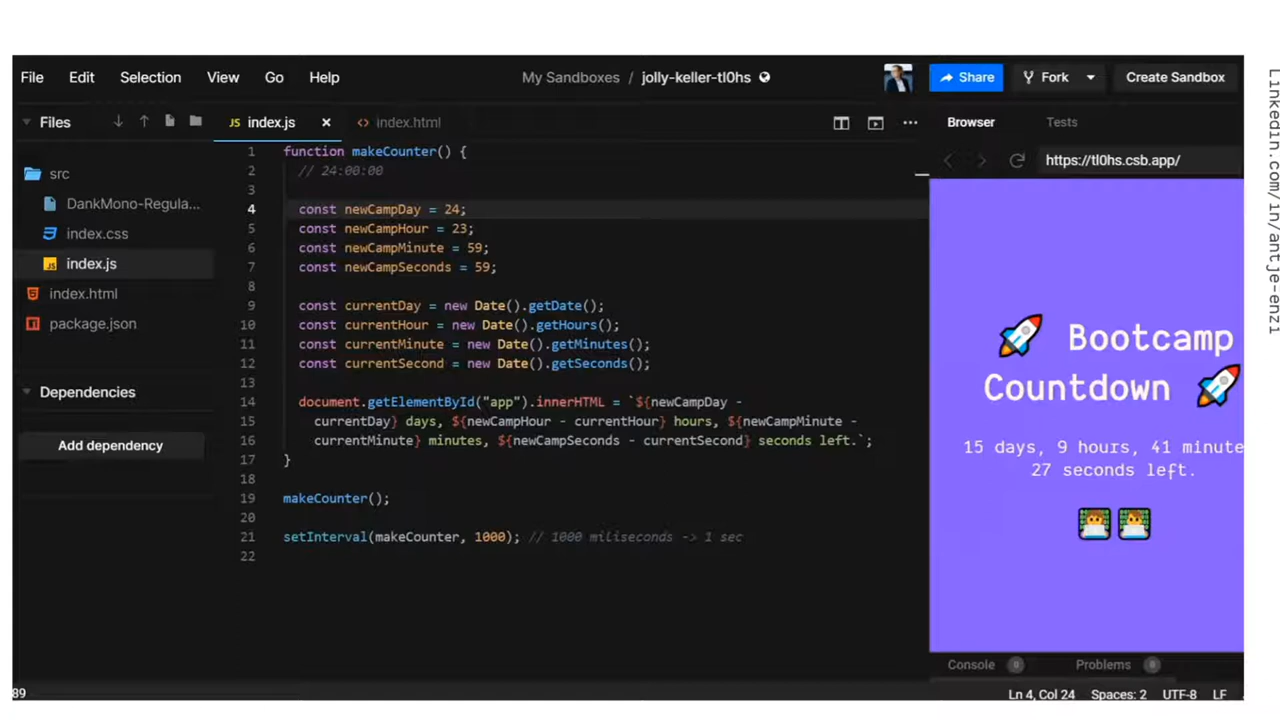 File Edit Selection View Go Help My Sandboxes / jolly-keller-tl0hs Share Fork Create Sandbox
Files JS index.js × <> index.html ••• Browser Tests
https://tl0hs.csb.app/
src
DankMono-Regula...
index.css
index.js
index.html
package.json
Dependencies
Add dependency
1 function makeCounter() {
2 // 24:00:00
3
4 const newCampDay = 24;
5 const newCampHour = 23;
6 const newCampMinute = 59;
7 const newCampSeconds = 59;
8
9 const currentDay = new Date().getDate();
10 const currentHour = new Date().getHours();
11 const currentMinute = new Date().getMinutes();
12 const currentSecond = new Date().getSeconds();
13
14 document.getElementById("app").innerHTML = `${newCampDay -
15 currentDay} days, ${newCampHour - currentHour} hours, ${newCampMinute -
16 currentMinute} minutes, ${newCampSeconds - currentSecond} seconds left.`;
17 }
18
19 makeCounter();
20
21 setInterval(makeCounter, 1000); // 1000 miliseconds -> 1 sec
22
🚀 Bootcamp
Countdown 🚀
15 days, 9 hours, 41 minute
27 seconds left.
Console 0 Problems 0
89 Ln 4, Col 24 Spaces: 2 UTF-8 LF
Linkedin.com/in/antje-enzi